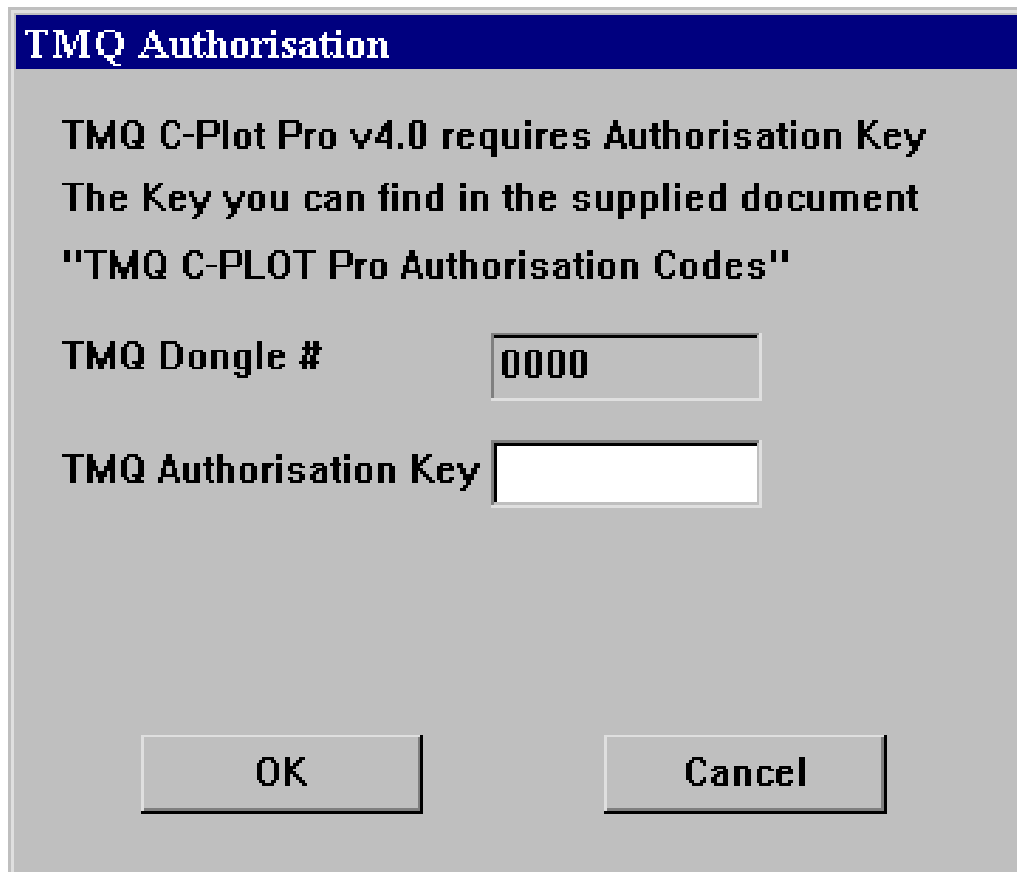 TMQ Authorisation
TMQ C-Plot Pro v4.0 requires Authorisation Key
The Key you can find in the supplied document
"TMQ C-PLOT Pro Authorisation Codes"
TMQ Dongle # 0000
TMQ Authorisation Key
OK Cancel